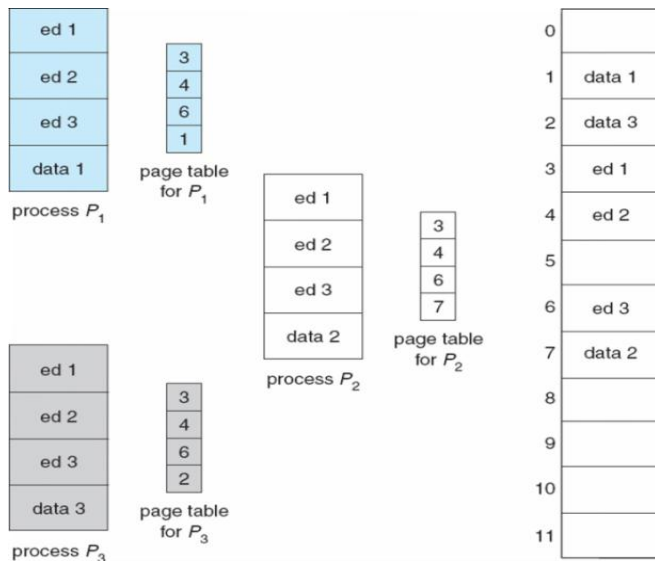 ed 1
ed 2
ed 3
data 1
process P1
3
4
6
1
page table
for P1
ed 1
ed 2
ed 3
data 2
process P2
3
4
6
7
page table
for P2
ed 1
ed 2
ed 3
data 3
process P3
3
4
6
2
page table
for P3
0
1 data 1
2 data 3
3 ed 1
4 ed 2
5
6 ed 3
7 data 2
8
9
10
11